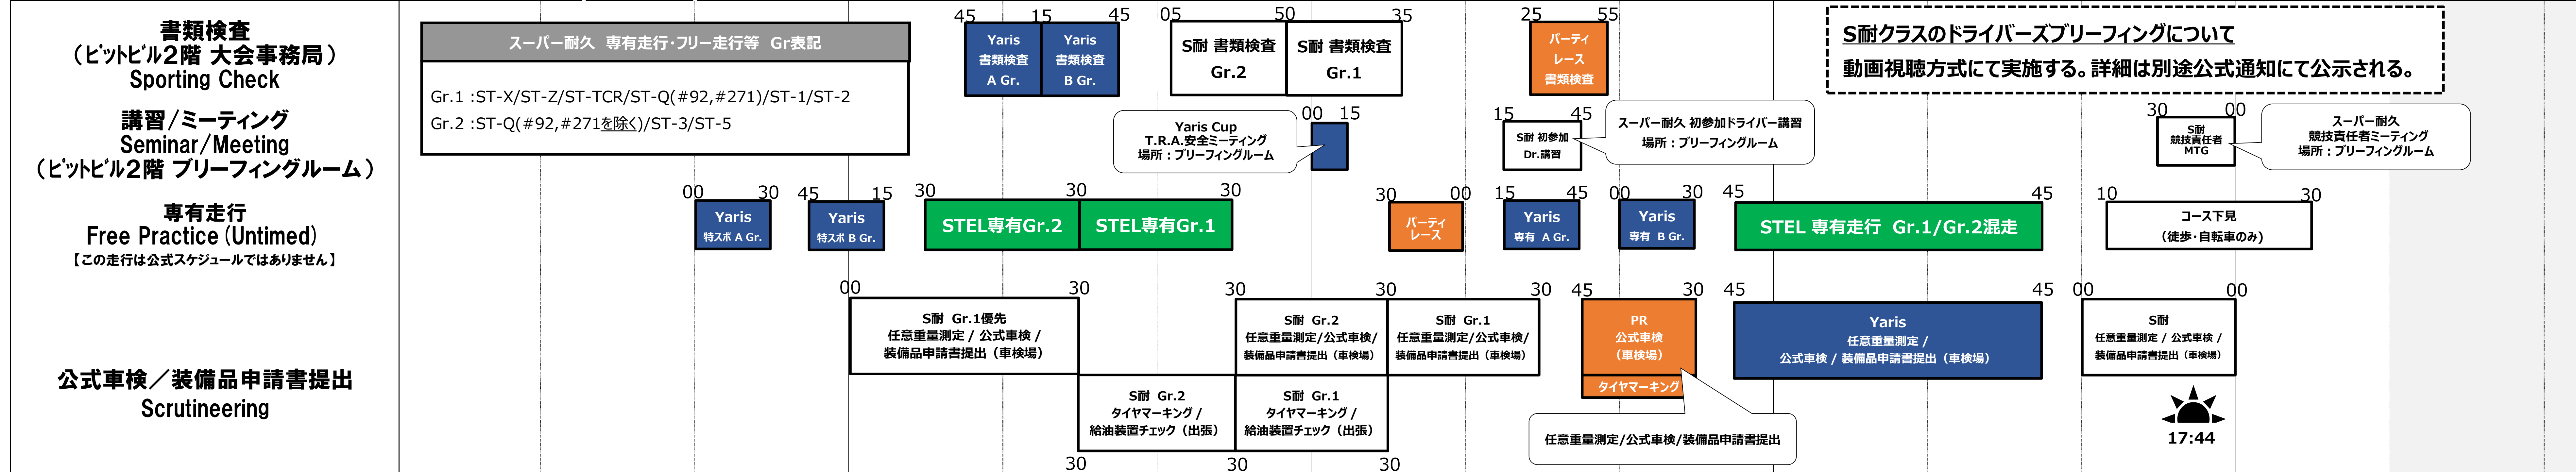 書類検査
（ピットビル2階 大会事務局）
Sporting Check
スーパー耐久 専有走行・フリー走行等 Gr表記
Gr.1 :ST-X/ST-Z/ST-TCR/ST-Q(#92,#271)/ST-1/ST-2
Gr.2 :ST-Q(#92,#271を除く)/ST-3/ST-5
45 15 45
Yaris
書類検査
A Gr.
Yaris
書類検査
B Gr.
05 50 35
S耐 書類検査
Gr.2
S耐 書類検査
Gr.1
25 55
パーティ
レース
書類検査
S耐クラスのドライバーズブリーフィングについて
動画視聴方式にて実施する。詳細は別途公式通知にて公示される。
講習/ミーティング
Seminar/Meeting
（ピットビル2階 ブリーフィングルーム）
Yaris Cup
T.R.A.安全ミーティング
場所：ブリーフィングルーム
00 15
15 45
S耐 初参加
Dr.講習
スーパー耐久 初参加ドライバー講習
場所：ブリーフィングルーム
30 00
S耐
競技責任者
MTG
スーパー耐久
競技責任者ミーティング
場所：ブリーフィングルーム
専有走行
Free Practice(Untimed)
【この走行は公式スケジュールではありません】
00 30
Yaris
特スポ A Gr.
45 15
Yaris
特スポ B Gr.
30 30 30
STEL専有Gr.2
STEL専有Gr.1
30 00
パーティ
レース
15 45
Yaris
専有 A Gr.
00 30
Yaris
専有 B Gr.
45 45
STEL 専有走行 Gr.1/Gr.2混走
10 30
コース下見
（徒歩・自転車のみ）
公式車検／装備品申請書提出
Scrutineering
00 30
S耐 Gr.1優先
任意重量測定 / 公式車検 /
装備品申請書提出（車検場）
30 30 30
S耐 Gr.2
任意重量測定/公式車検/
装備品申請書提出（車検場）
S耐 Gr.1
任意重量測定/公式車検/
装備品申請書提出（車検場）
S耐 Gr.2
タイヤマーキング /
給油装置チェック（出張）
S耐 Gr.1
タイヤマーキング /
給油装置チェック（出張）
30 30 30
45 30
PR
公式車検
（車検場）
タイヤマーキング
任意重量測定/公式車検/装備品申請書提出
45 45
Yaris
任意重量測定 /
公式車検 / 装備品申請書提出（車検場）
00 00
S耐
任意重量測定 / 公式車検 /
装備品申請書提出（車検場）
17:44